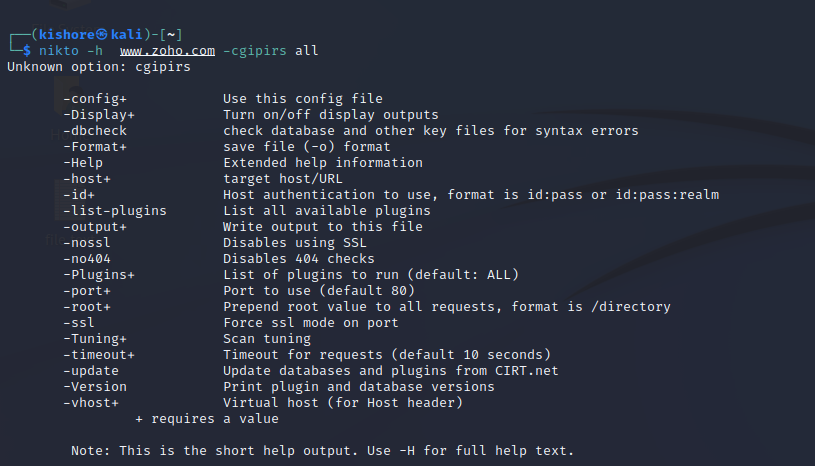 ┌──(kishore㉿kali)-[~]
└─$ nikto -h  www.zoho.com -cgipirs all
Unknown option: cgipirs

       -config+            Use this config file
       -Display+           Turn on/off display outputs
       -dbcheck            check database and other key files for syntax errors
       -Format+            save file (-o) format
       -Help               Extended help information
       -host+              target host/URL
       -id+                Host authentication to use, format is id:pass or id:pass:realm
       -list-plugins       List all available plugins
       -output+            Write output to this file
       -nossl              Disables using SSL
       -no404              Disables 404 checks
       -Plugins+           List of plugins to run (default: ALL)
       -port+              Port to use (default 80)
       -root+              Prepend root value to all requests, format is /directory
       -ssl                Force ssl mode on port
       -Tuning+            Scan tuning
       -timeout+           Timeout for requests (default 10 seconds)
       -update             Update databases and plugins from CIRT.net
       -Version            Print plugin and database versions
       -vhost+             Virtual host (for Host header)
                + requires a value

        Note: This is the short help output. Use -H for full help text.